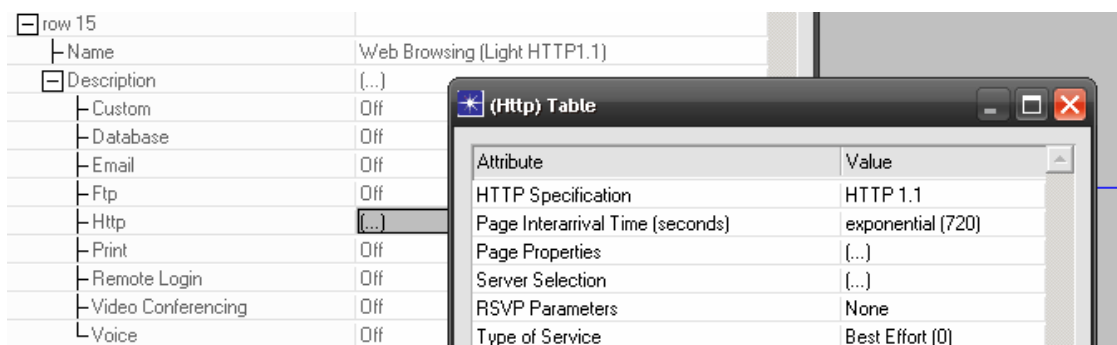 row 15
Name Web Browsing (Light HTTP1.1)
Description (...)
Custom Off
Database Off
Email Off
Ftp Off
Http (...)
Print Off
Remote Login Off
Video Conferencing Off
Voice Off
(Http) Table
Attribute Value
HTTP Specification HTTP 1.1
Page Interarrival Time (seconds) exponential (720)
Page Properties (...)
Server Selection (...)
RSVP Parameters None
Type of Service Best Effort (0)